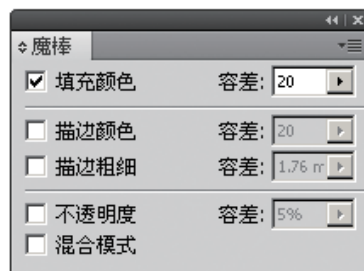 魔棒
填充颜色 容差: 20
描边颜色 容差: 20
描边粗细 容差: 1.76 m
不透明度 容差: 5%
混合模式